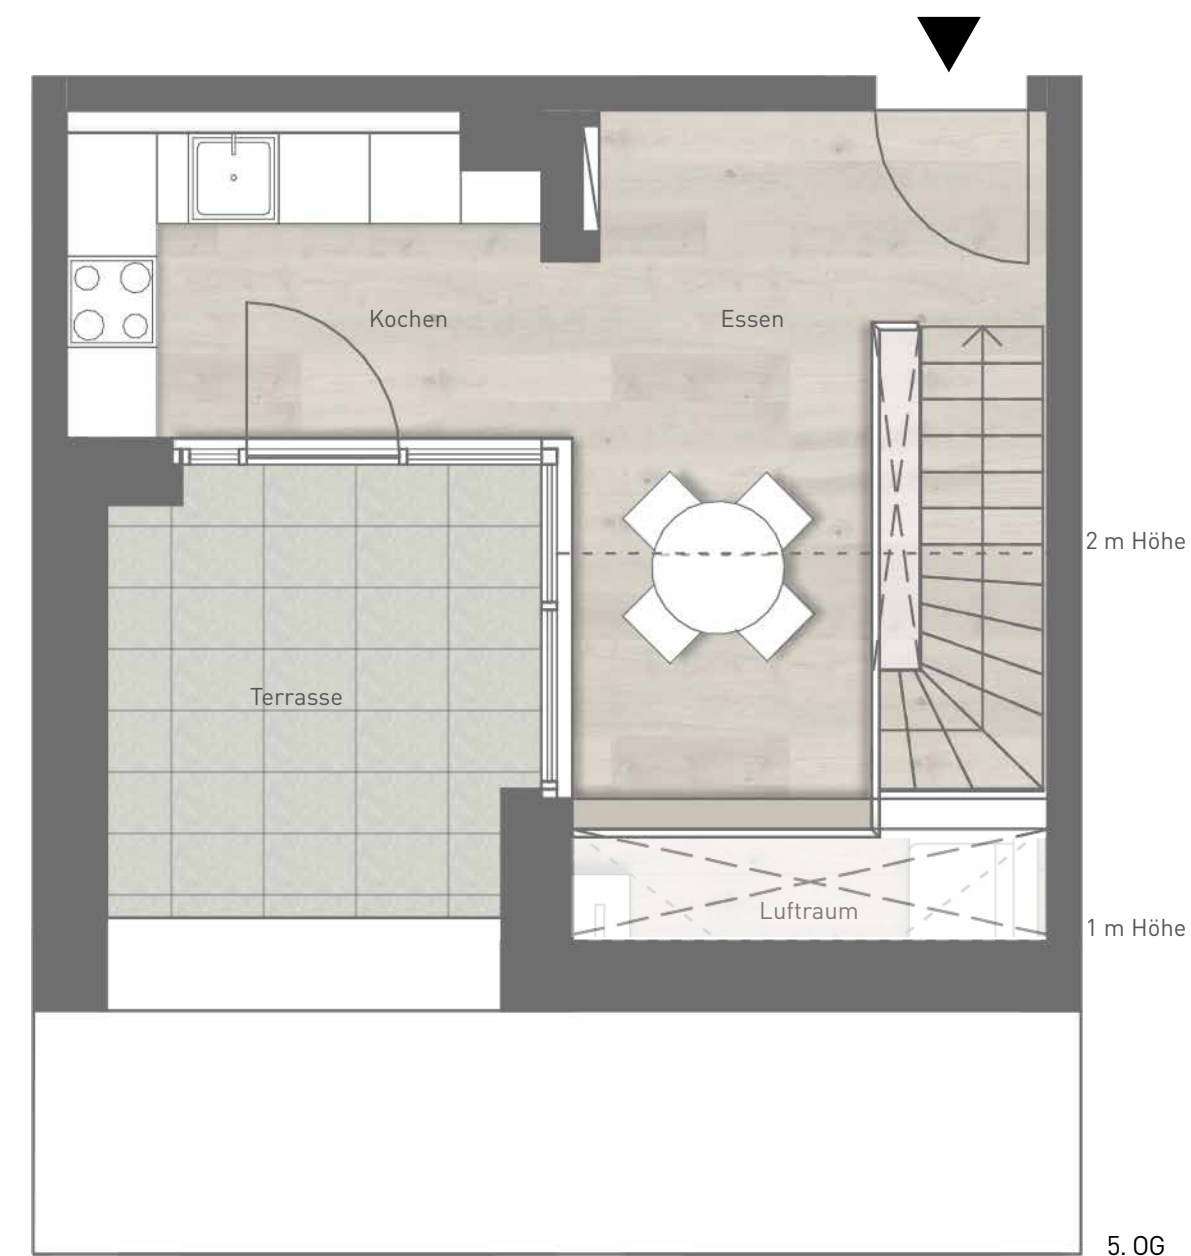 Kochen
Essen
2 m Höhe
Terrasse
Luftraum
1 m Höhe
5. OG